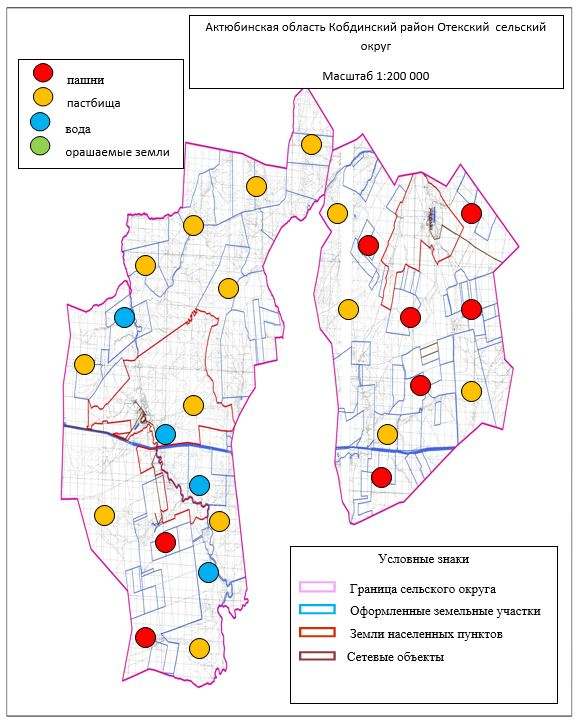 Актюбинская область Кобдинский район Отекский сельский
округ
Масштаб 1:200 000
пашни
пастбища
вода
орашаемые земли
Условные знаки
Граница сельского округа
Оформленные земельные участки
Земли населенных пунктов
Сетевые объекты